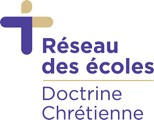 Réseau
des écoles
Doctrine
Chrétienne